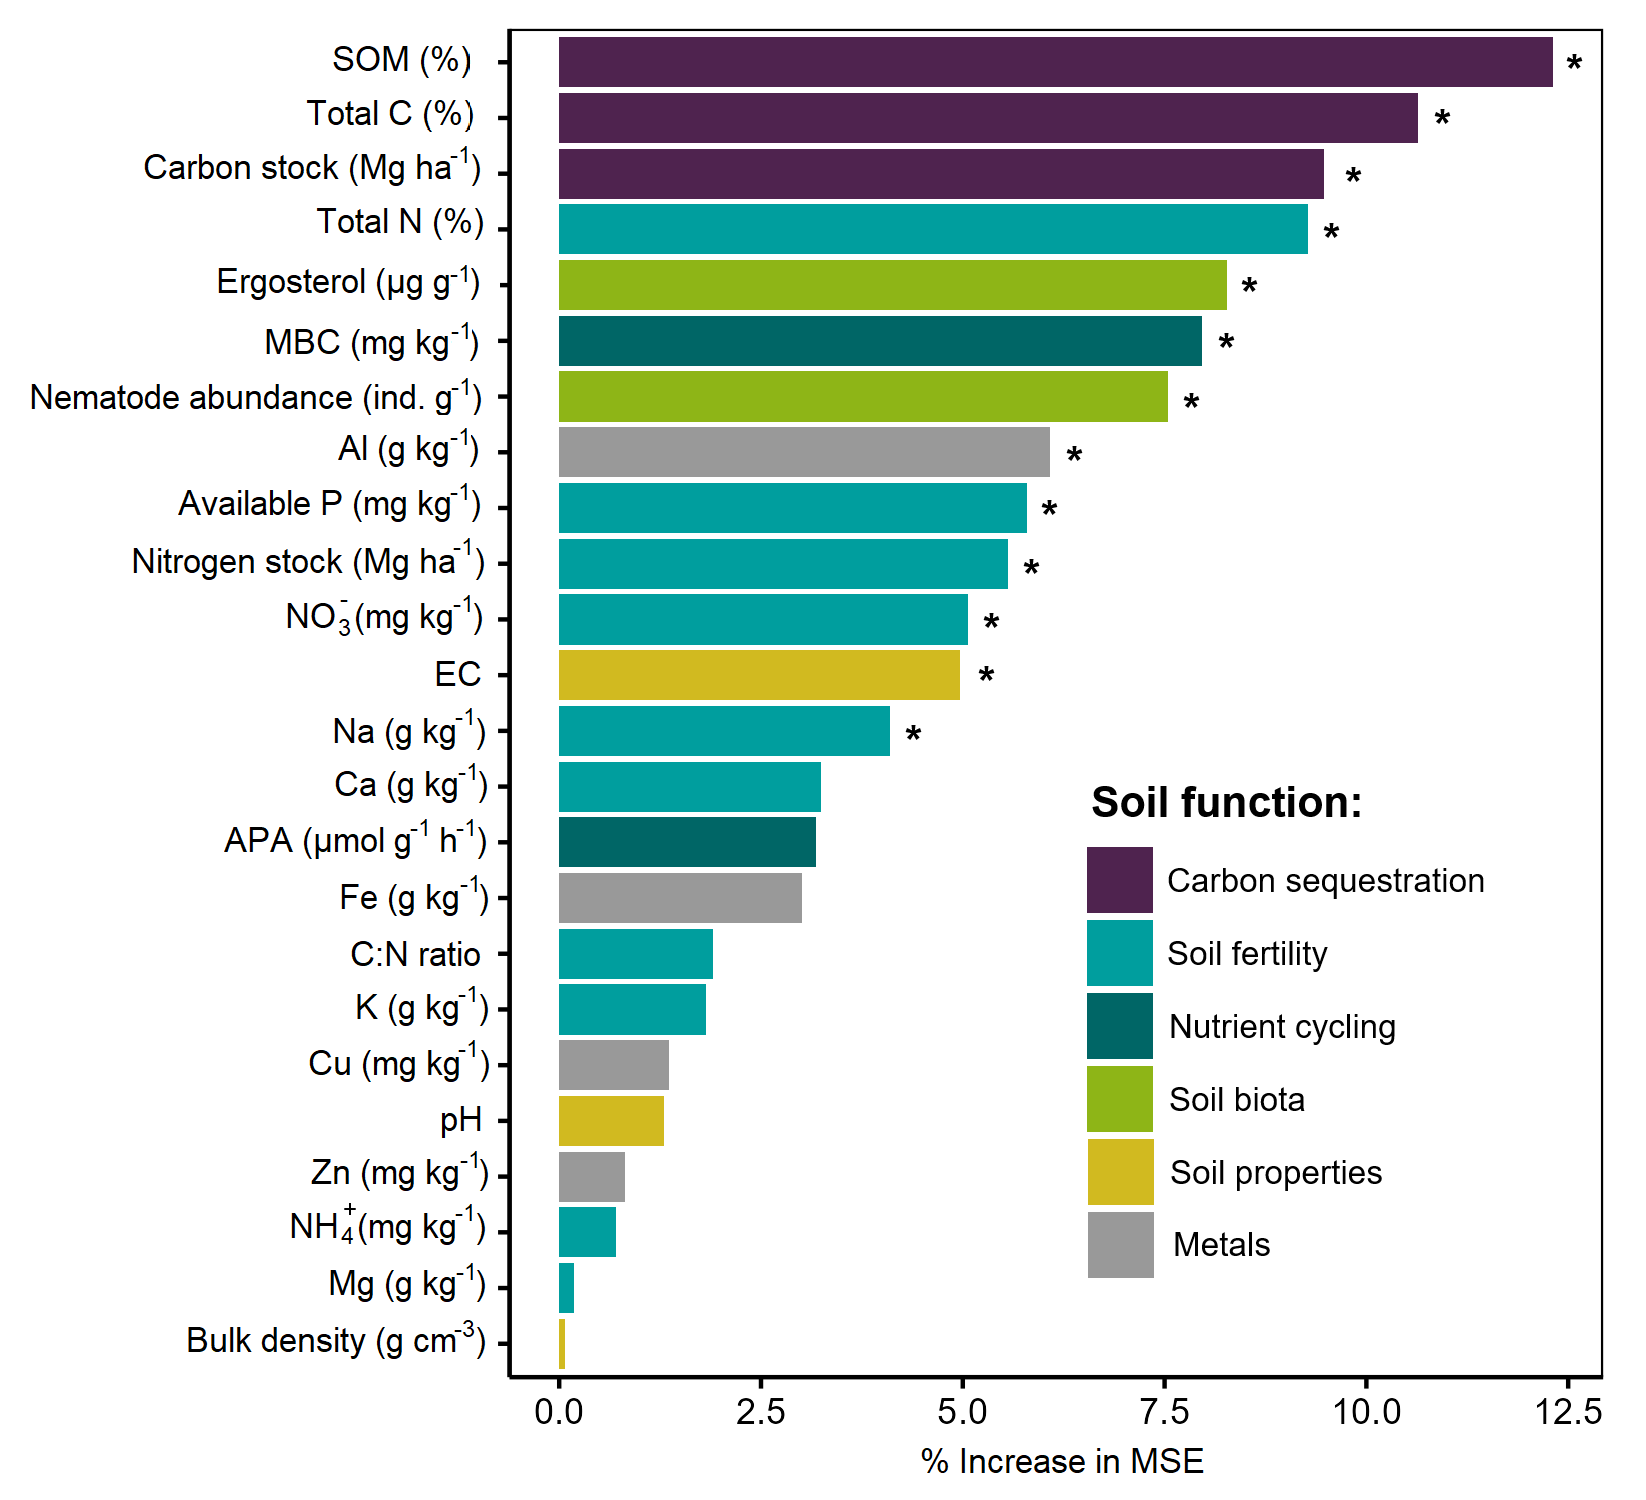 SOM (%) *
Total C (%) *
Carbon stock (Mg ha⁻¹) *
Total N (%) *
Ergosterol (µg g⁻¹) *
MBC (mg kg⁻¹) *
Nematode abundance (ind. g⁻¹) *
Al (g kg⁻¹) *
Available P (mg kg⁻¹) *
Nitrogen stock (Mg ha⁻¹) *
NO₃⁻(mg kg⁻¹) *
EC *
Na (g kg⁻¹) *
Ca (g kg⁻¹)
APA (µmol g⁻¹ h⁻¹)
Fe (g kg⁻¹)
C:N ratio
K (g kg⁻¹)
Cu (mg kg⁻¹)
pH
Zn (mg kg⁻¹)
NH₄⁺(mg kg⁻¹)
Mg (g kg⁻¹)
Bulk density (g cm⁻³)
Soil function:
Carbon sequestration
Soil fertility
Nutrient cycling
Soil biota
Soil properties
Metals
0.0 2.5 5.0 7.5 10.0 12.5
% Increase in MSE